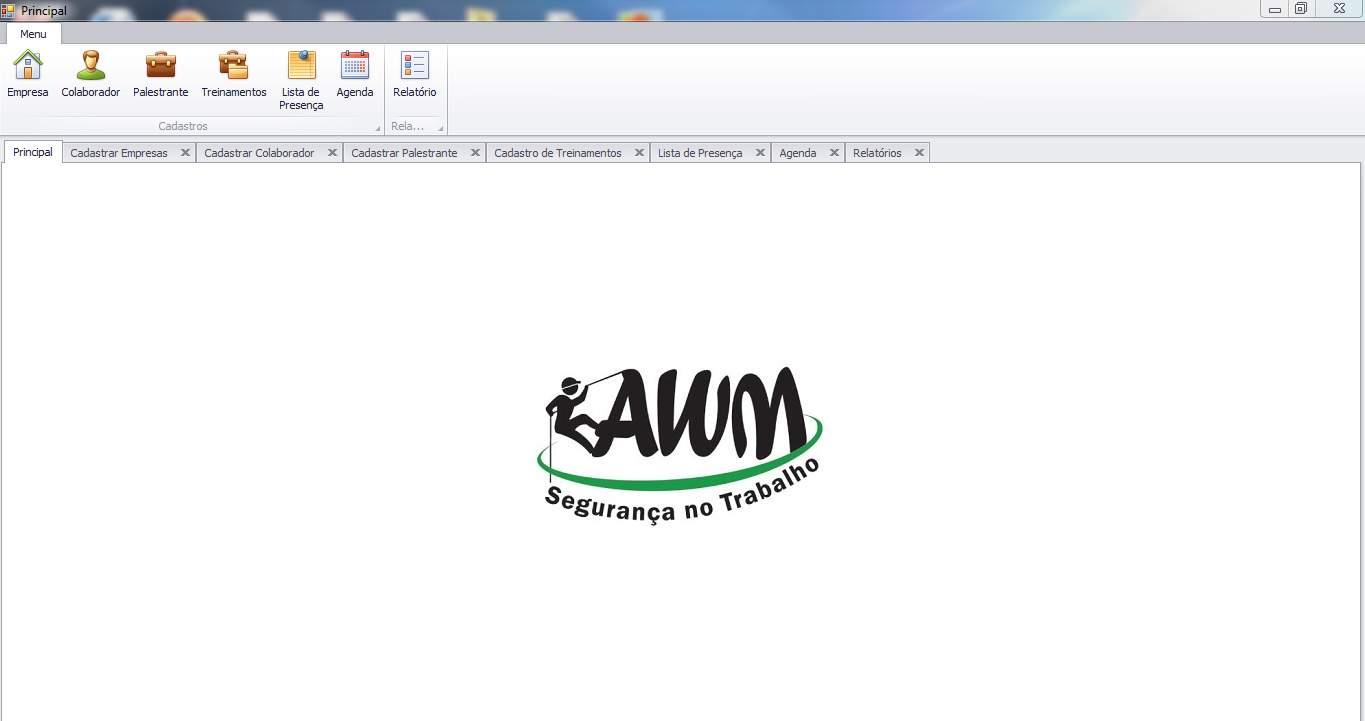 Principal
Menu
Empresa
Colaborador
Palestrante
Treinamentos
Lista de
Presença
Agenda
Relatório
Cadastros
Rela...
Principal
Cadastrar Empresas
Cadastrar Colaborador
Cadastrar Palestrante
Cadastro de Treinamentos
Lista de Presença
Agenda
Relatórios
AWM
Segurança no Trabalho